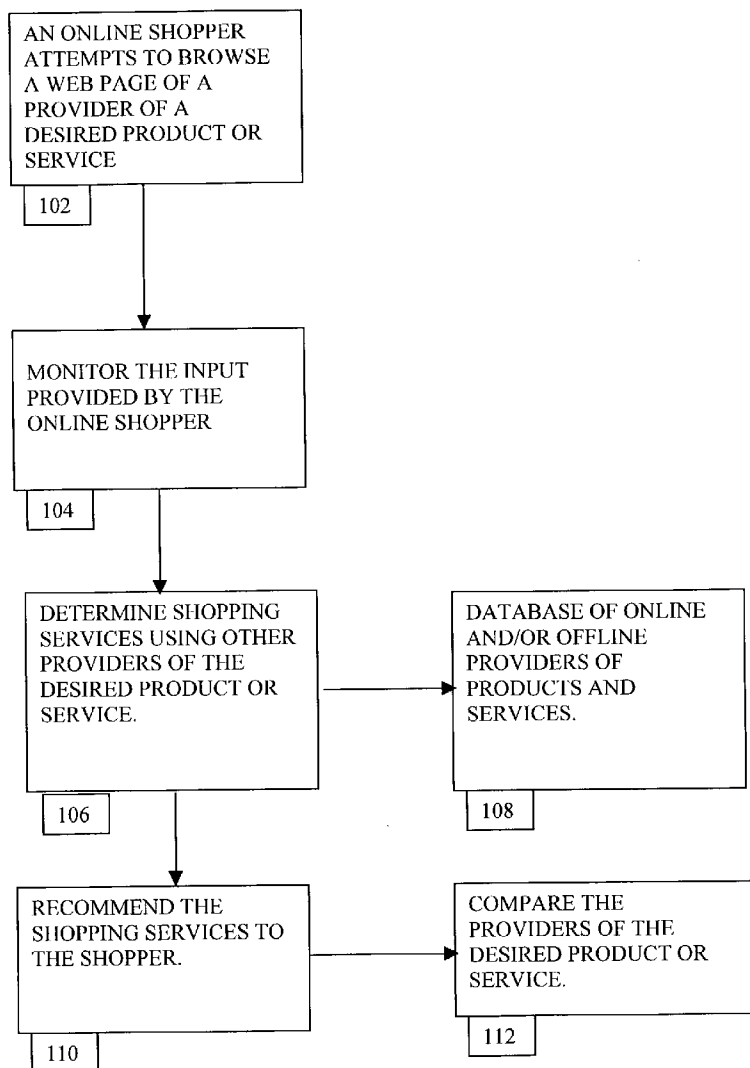 AN ONLINE SHOPPER
ATTEMPTS TO BROWSE
A WEB PAGE OF A
PROVIDER OF A
DESIRED PRODUCT OR
SERVICE
102
MONITOR THE INPUT
PROVIDED BY THE
ONLINE SHOPPER
104
DETERMINE SHOPPING
SERVICES USING OTHER
PROVIDERS OF THE
DESIRED PRODUCT OR
SERVICE.
106
DATABASE OF ONLINE
AND/OR OFFLINE
PROVIDERS OF
PRODUCTS AND
SERVICES.
108
RECOMMEND THE
SHOPPING SERVICES TO
THE SHOPPER.
110
COMPARE THE
PROVIDERS OF THE
DESIRED PRODUCT OR
SERVICE.
112